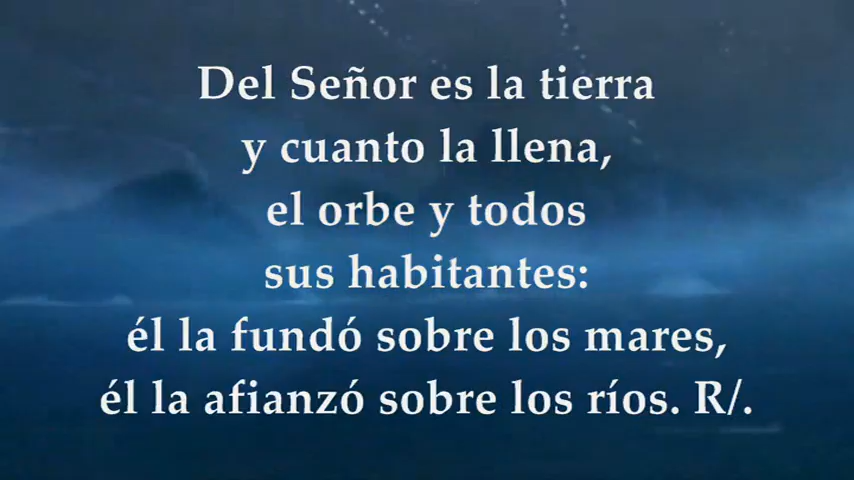 Del Señor es la tierra
y cuanto la llena,
el orbe y todos
sus habitantes:
él la fundó sobre los mares,
él la afianzó sobre los ríos. R/.